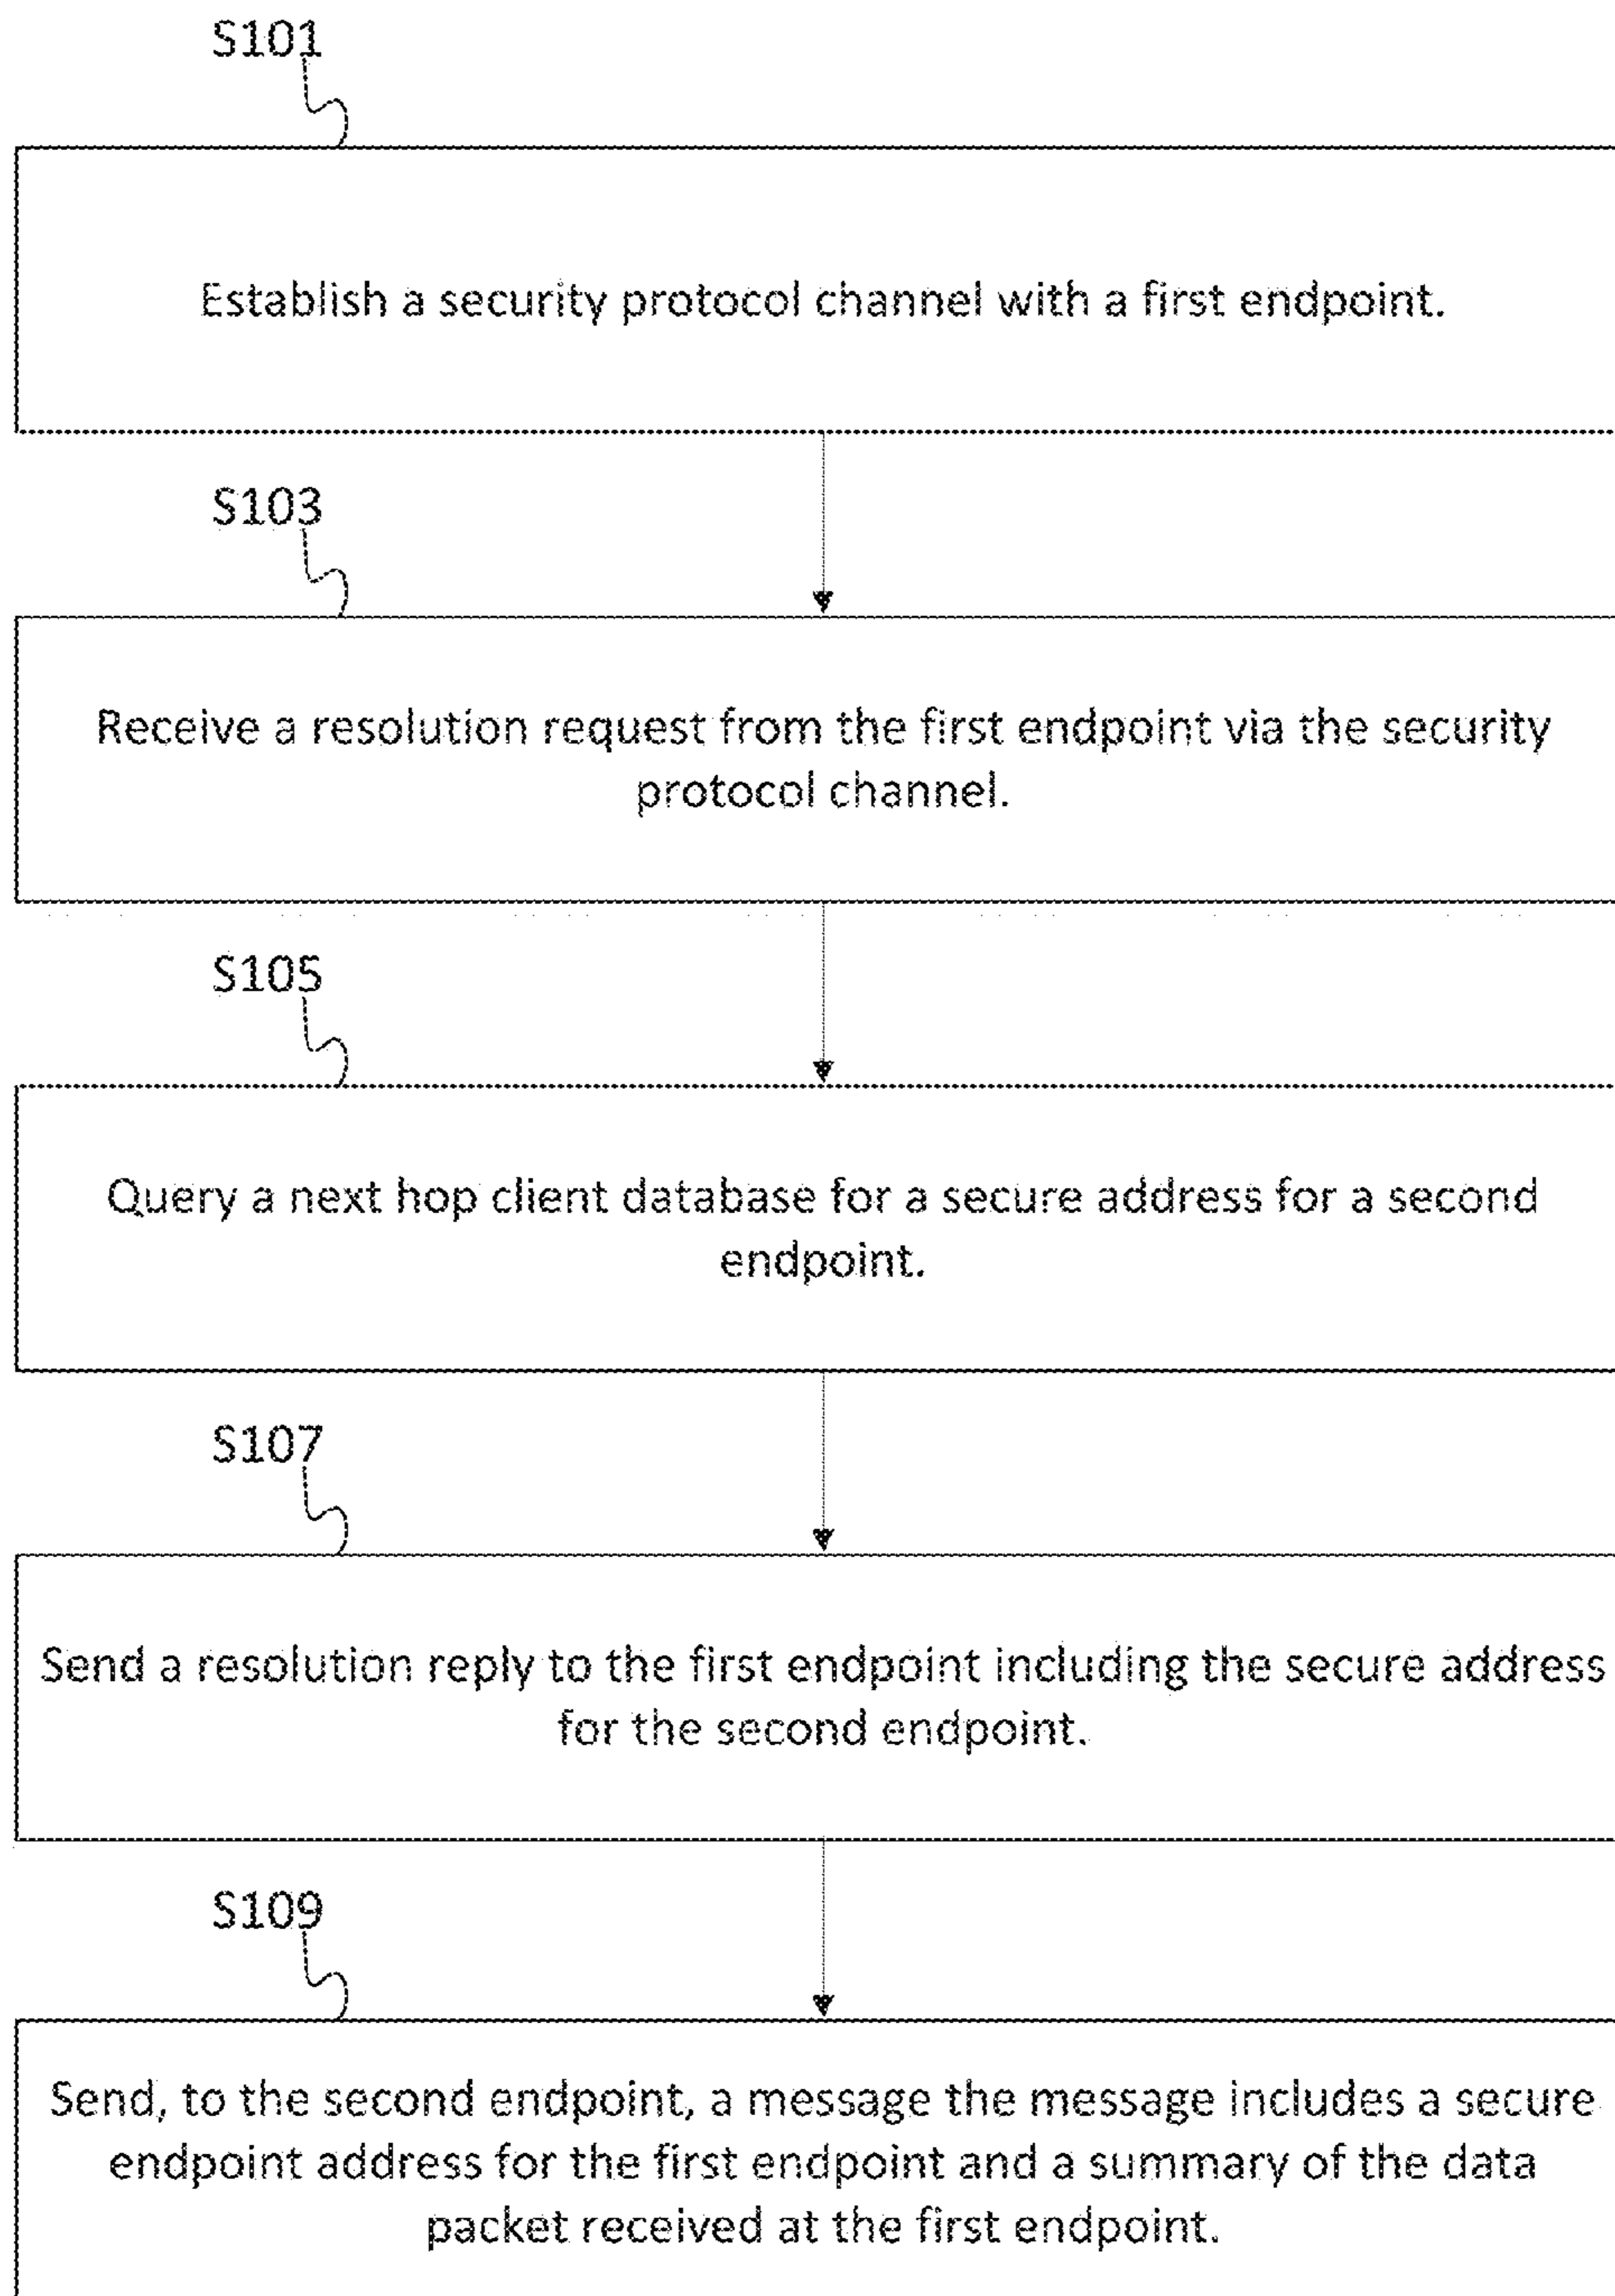 S101
Establish a security protocol channel with a first endpoint.
S103
Receive a resolution request from the first endpoint via the security
protocol channel.
S105
Query a next hop client database for a secure address for a second
endpoint.
S107
Send a resolution reply to the first endpoint including the secure address
for the second endpoint.
S109
Send, to the second endpoint, a message the message includes a secure
endpoint address for the first endpoint and a summary of the data
packet received at the first endpoint.